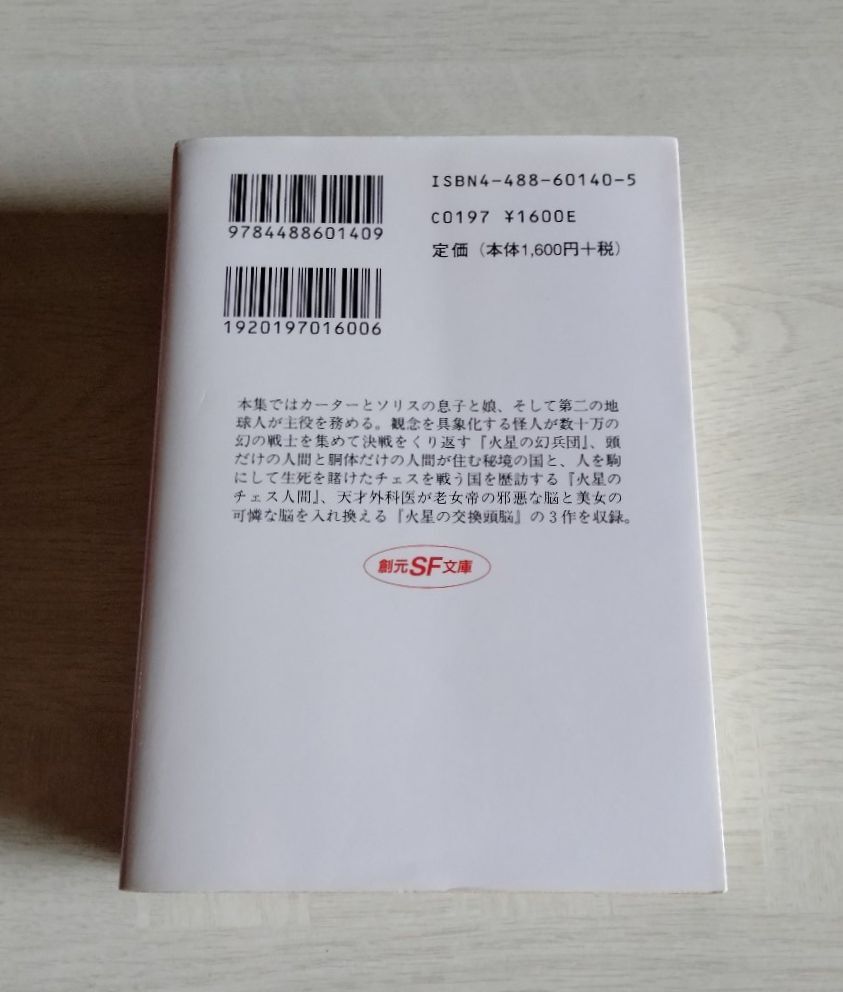 ISBN4-488-60140-5
C0197 ¥1600E
定価（本体1,600円＋税）
9784488601409
1920197016006
本集ではカーターとソリスの息子と娘、そして第二の地
球人が主役を務める。観念を具象化する怪人が数十万の
幻の戦士を集めて決戦をくり返す『火星の幻兵団』、頭
だけの人間と胴体だけの人間が住む秘境の国と、人を駒
にして生死を賭けたチェスを戦う国を歴訪する『火星の
チェス人間』、天才外科医が老女帝の邪悪な脳と美女の
可憐な脳を入れ換える『火星の交換頭脳』の３作を収録。
創元SF文庫